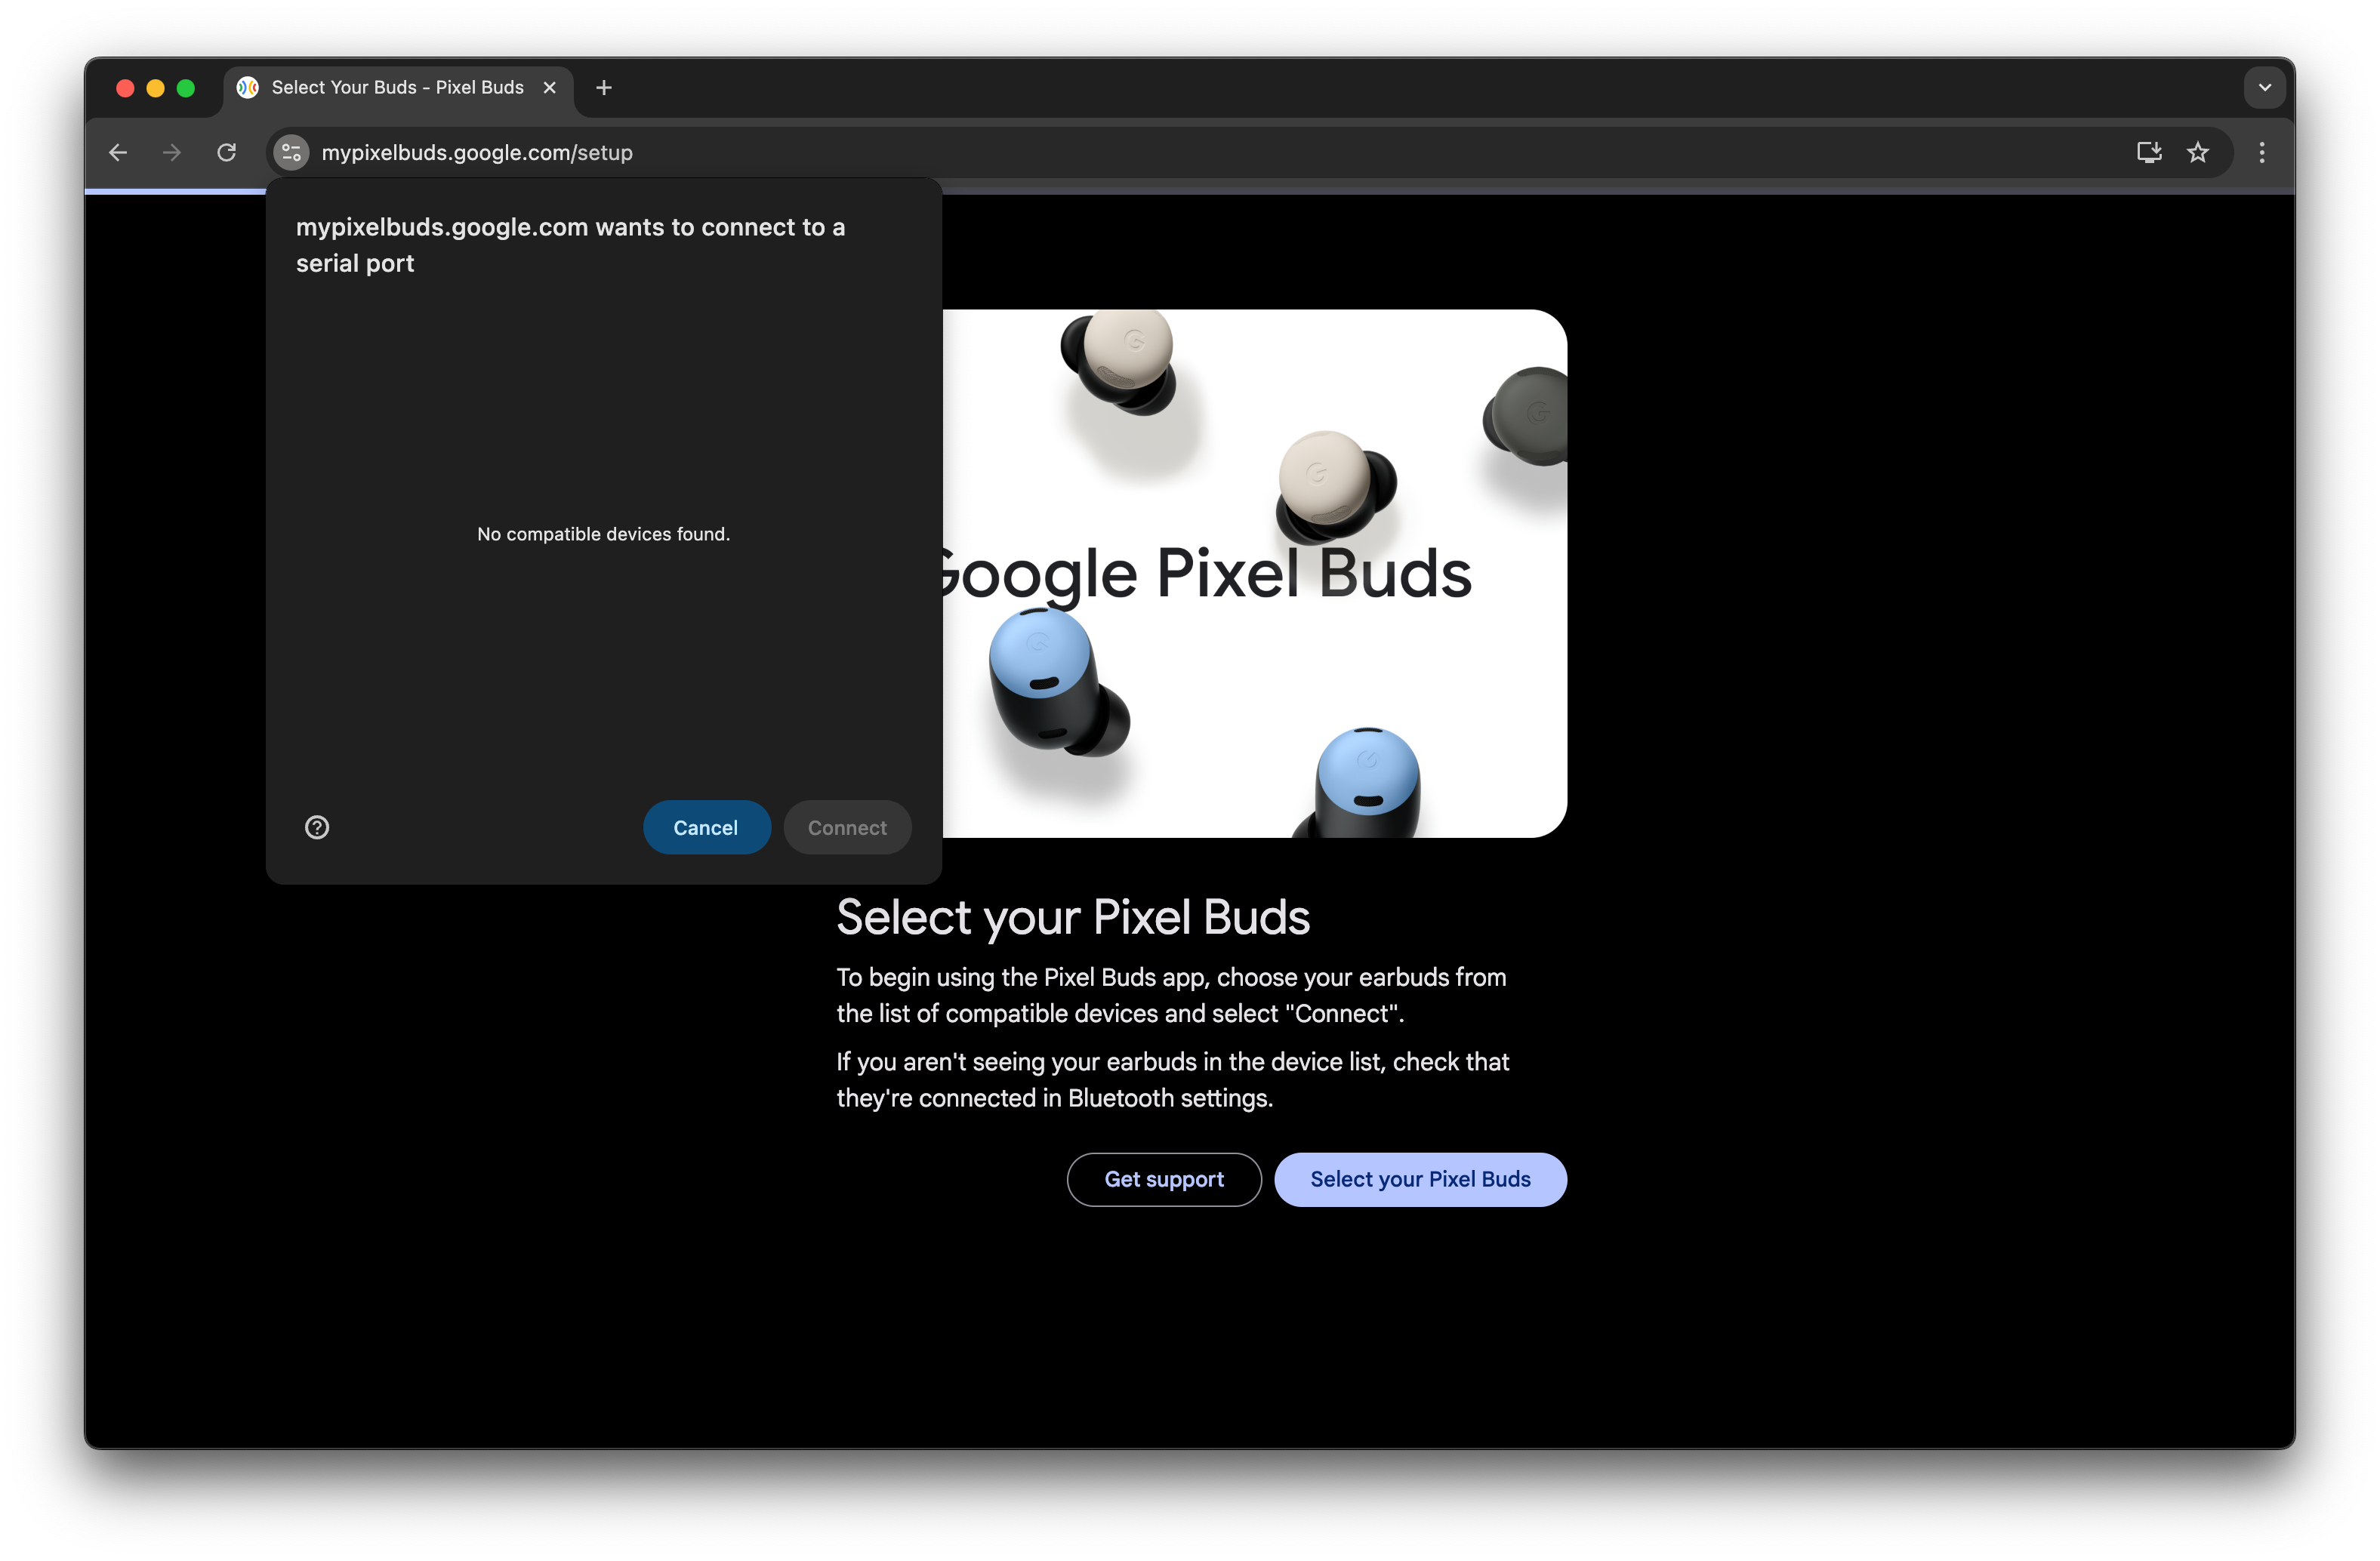 Select Your Buds - Pixel Buds
mypixelbuds.google.com/setup
mypixelbuds.google.com wants to connect to a
serial port
No compatible devices found.
Cancel
Connect
Google Pixel Buds
Select your Pixel Buds
To begin using the Pixel Buds app, choose your earbuds from
the list of compatible devices and select "Connect".
If you aren't seeing your earbuds in the device list, check that
they're connected in Bluetooth settings.
Get support
Select your Pixel Buds